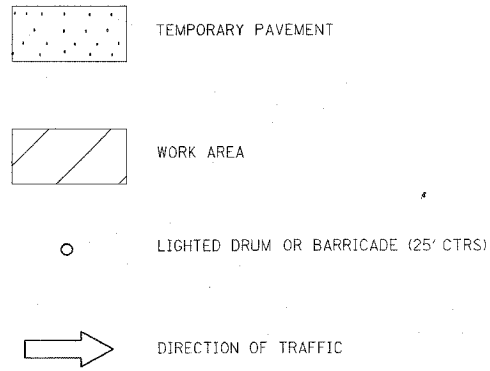 TEMPORARY PAVEMENT
WORK AREA
LIGHTED DRUM OR BARRICADE (25' CTRS)
DIRECTION OF TRAFFIC